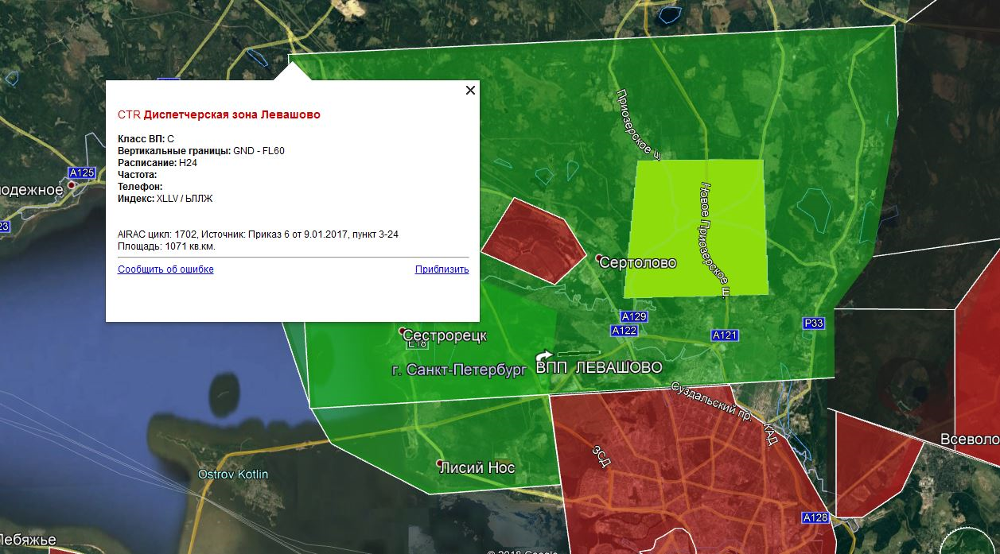 CTR Диспетчерская зона Левашово
Класс ВП: С
Вертикальные границы: GND - FL60
Расписание: H24
Частота:
Телефон:
Индекс: XLLV / ЬЛЛЖ
AIRAC цикл: 1702, Источник: Приказ 6 от 9.01.2017, пункт 3-24
Площадь: 1071 кв.км.
Сообщить об ошибке
Приблизить
Приозерское
A125
одежное
23
Новое Приозерское ш.
Сертолово
A129
A122
A121
P33
Сестрорецк
E18
г. Санкт-Петербург
ВПП ЛЕВАШОВО
Суздальский пр.
КАД
Всеволо
ЗСД
Лисий Нос
Ostrov Kotlin
A128
Лебяжье
© 2018 Google